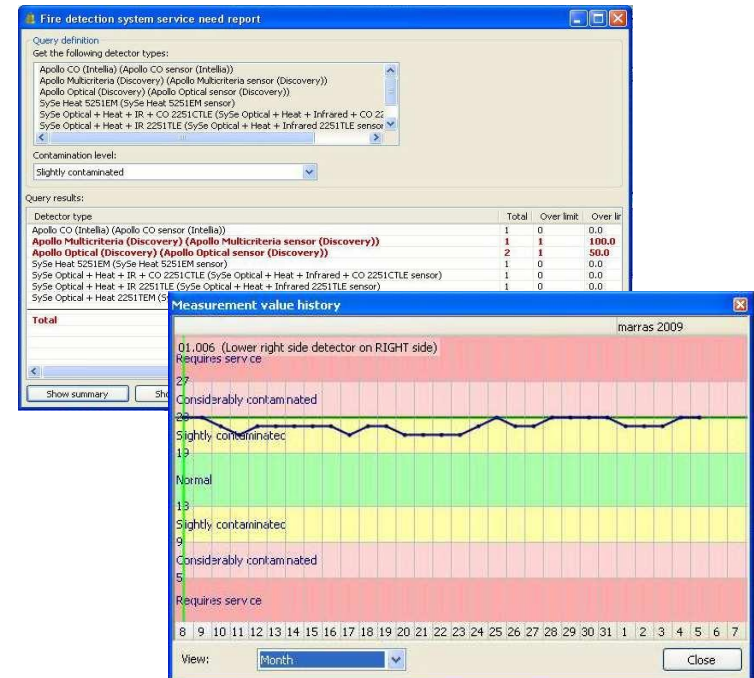 Fire detection system service need report
Query definition
Get the following detector types:
Apollo CO (Intellia) (Apollo CO sensor (Intellia))
Apollo Multicriteria (Discovery) (Apollo Multicriteria sensor (Discovery))
Apollo Optical (Discovery) (Apollo Optical sensor (Discovery))
SySe Heat 5251EM (SySe Heat 5251EM sensor)
SySe Optical + Heat + IR + CO 2251CTLE (SySe Optical + Heat + Infrared + CO 22
SySe Optical + Heat + IR 2251TLE (SySe Optical + Heat + Infrared 2251TLE sensor
Contamination level:
Slightly contaminated
Query results:
Detector type Total Over limit Over lir
Apollo CO (Intellia) (Apollo CO sensor (Intellia)) 1 0 0.0
Apollo Multicriteria (Discovery) (Apollo Multicriteria sensor (Discovery)) 1 1 100.0
Apollo Optical (Discovery) (Apollo Optical sensor (Discovery)) 2 1 50.0
SySe Heat 5251EM (SySe Heat 5251EM sensor) 1 0 0.0
SySe Optical + Heat + IR + CO 2251CTLE (SySe Optical + Heat + Infrared + CO 2251CTLE sensor) 1 0 0.0
SySe Optical + Heat + IR 2251TLE (SySe Optical + Heat + Infrared 2251TLE sensor) 1 0 0.0
SySe Optical + Heat 2251TEM (S
Total
Show summary Sh
Measurement value history
marras 2009
01.006 (Lower right side detector on RIGHT side)
Requires service
27
Considerably contaminated
23
Slightly contaminated
19
Normal
13
Slightly contaminated
9
Considerably contaminated
5
Requires service
8 9 10 11 12 13 14 15 16 17 18 19 20 21 22 23 24 25 26 27 28 29 30 31 1 2 3 4 5 6 7
View: Month Close